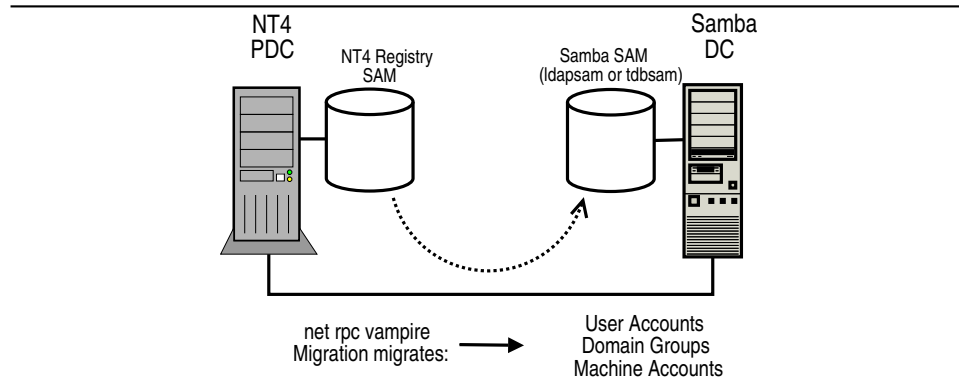 NT4
PDC
NT4 Registry
SAM
Samba SAM
(ldapsam or tdbsam)
Samba
DC
net rpc vampire
Migration migrates:
User Accounts
Domain Groups
Machine Accounts